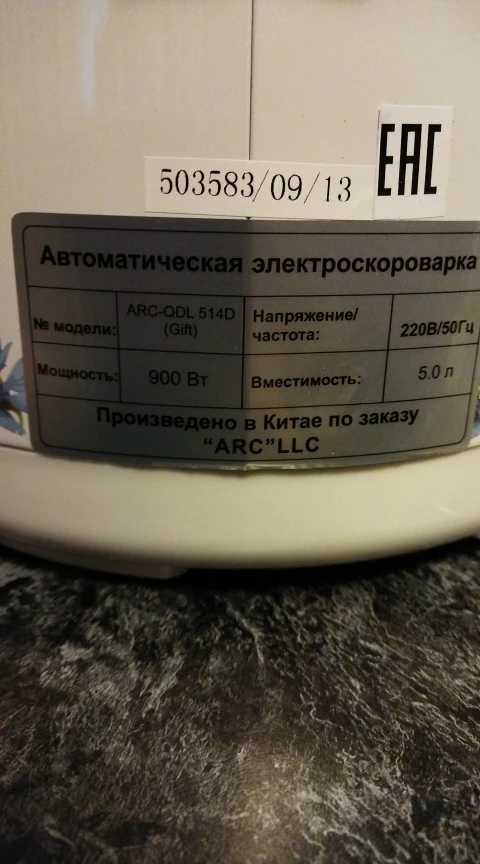 503583/09/13
EAC
Автоматическая электроскороварка
№ модели: ARC-QDL 514D (Gift) Напряжение/частота: 220В/50Гц
Мощность: 900 Вт Вместимость: 5.0 л
Произведено в Китае по заказу
“ARC”LLC